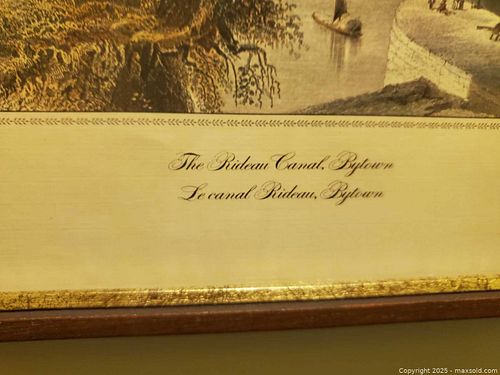 The Rideau Canal, Bytown
Le canal Rideau, Bytown
Copyright © 2025 - maxsold.com